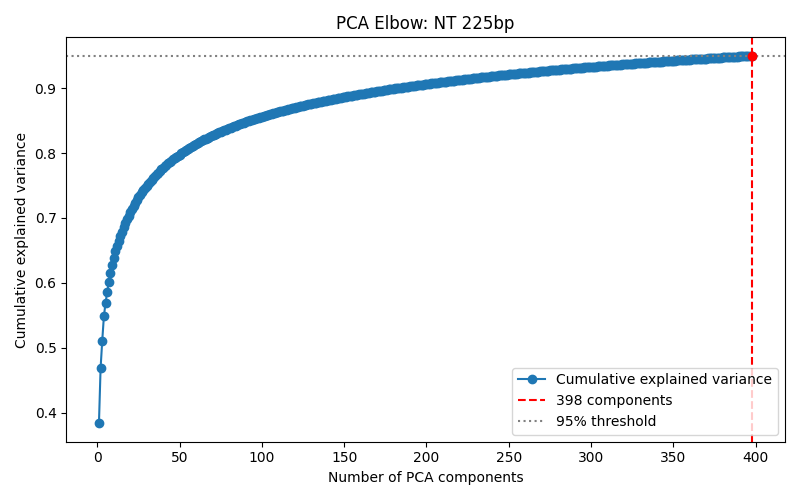 PCA Elbow: NT 225bp
Cumulative explained variance
0.9
0.8
0.7
0.6
0.5
0.4
Cumulative explained variance
398 components
95% threshold
0 50 100 150 200 250 300 350 400
Number of PCA components